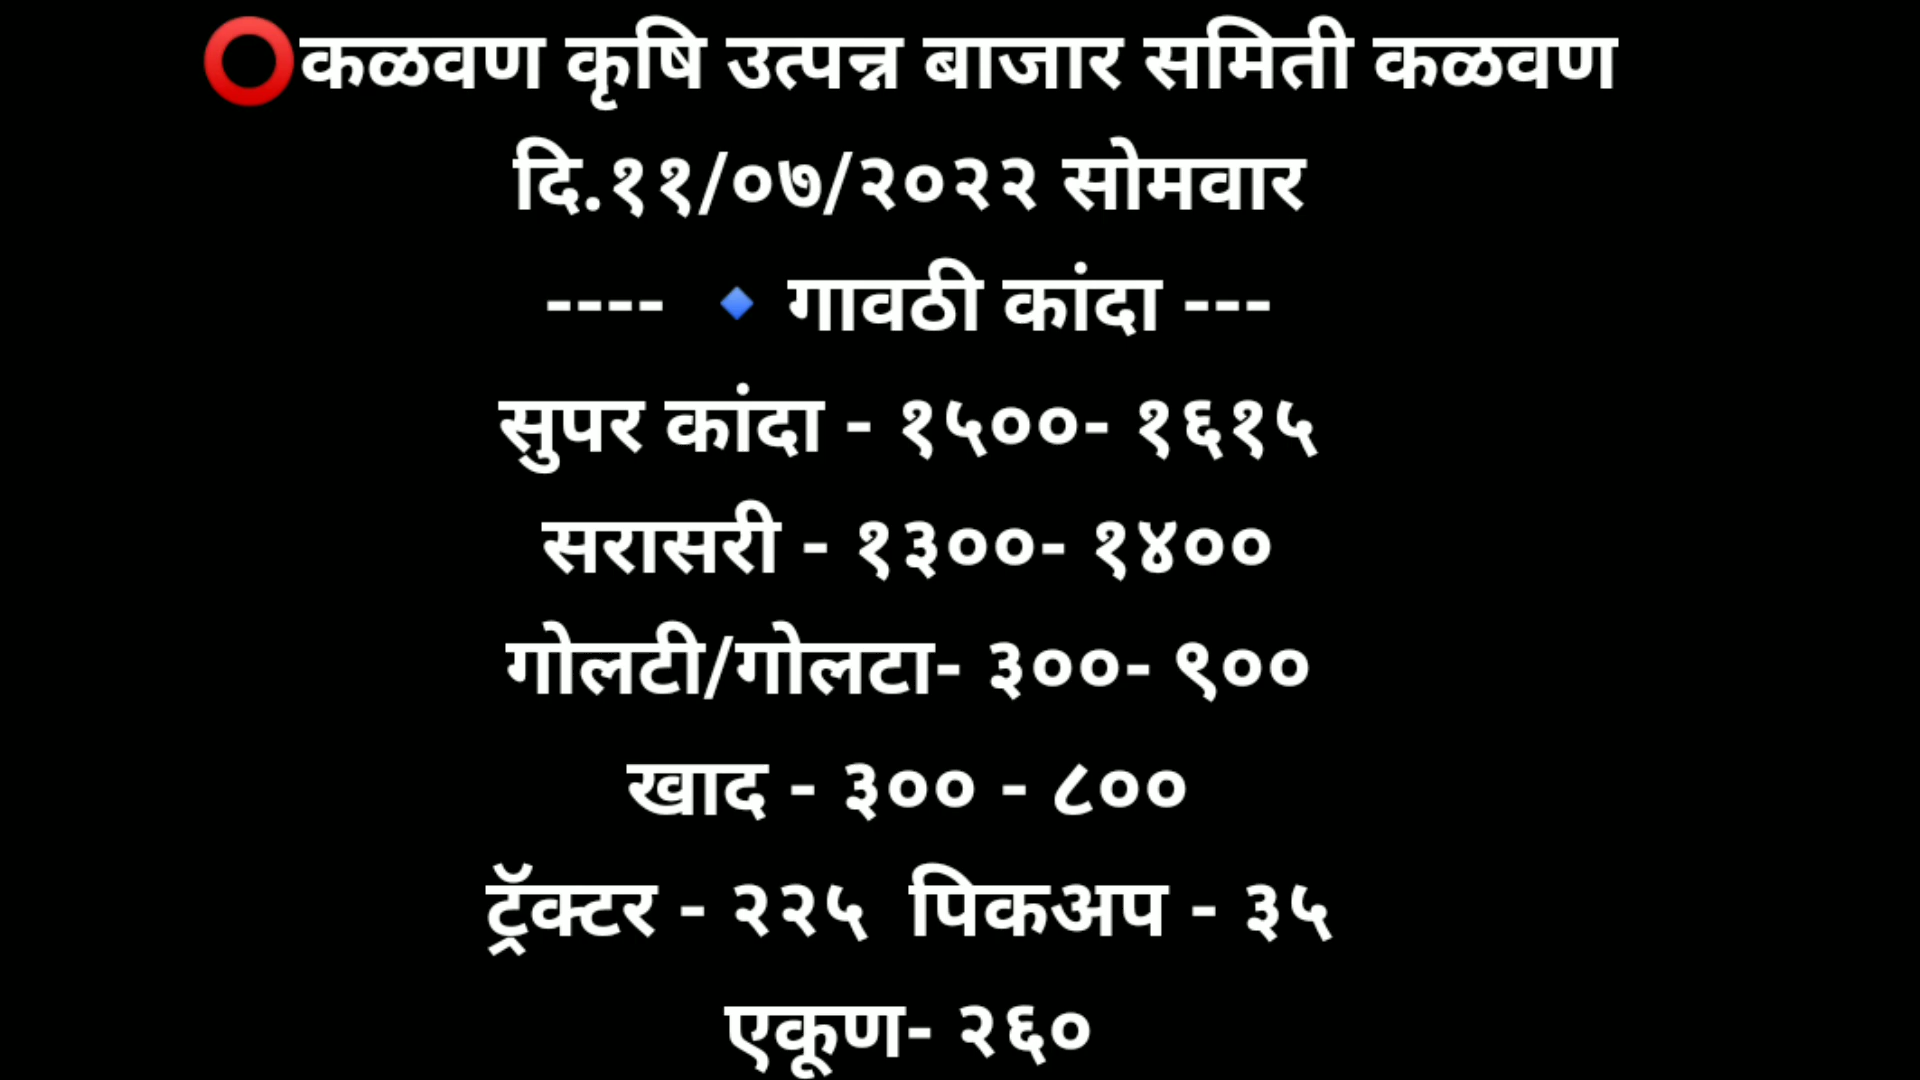 ⭕कळवण कृषि उत्पन्न बाजार समिती कळवण
दि.११/०७/२०२२ सोमवार
---- 🔹 गावठी कांदा ---
सुपर कांदा - १५००- १६१५
सरासरी - १३००- १४००
गोलटी/गोलटा- ३००- ९००
खाद - ३०० - ८००
ट्रॅक्टर - २२५ पिकअप - ३५
एकूण- २६०